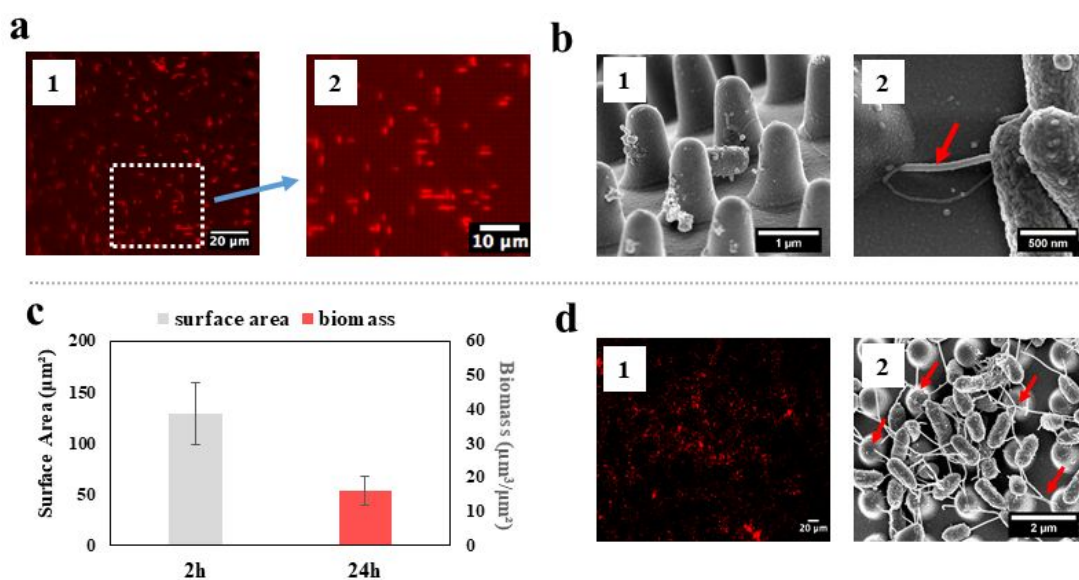 a
1
20 µm
2
10 µm
b
1
1 µm
2
500 nm
c
surface area biomass
Surface Area (µm²)
200
150
100
50
0
60
50
40
30
20
10
0
Biomass (µm³/µm²)
2h 24h
d
1
20 µm
2
2 µm